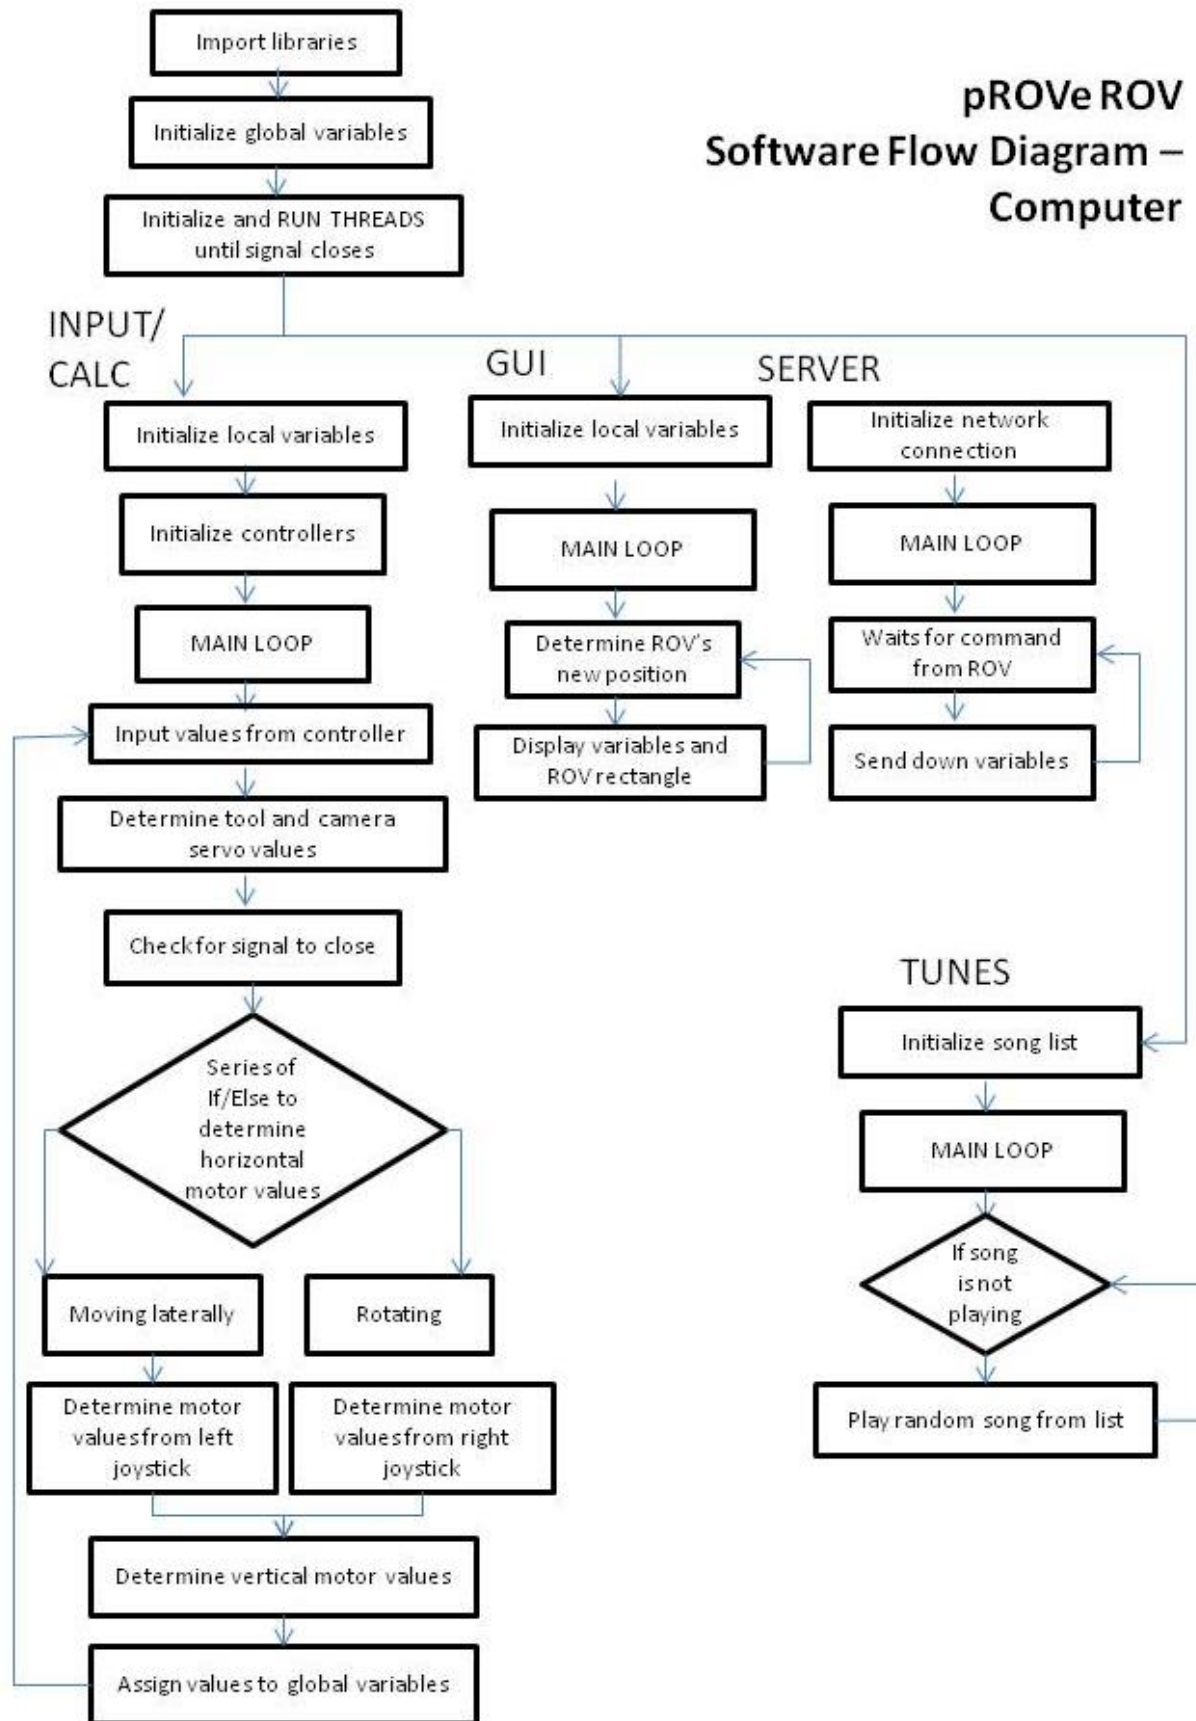 Import libraries
pROVe ROV
Software Flow Diagram –
Computer
Initialize global variables
Initialize and RUN THREADS
until signal closes
INPUT/
CALC
Initialize local variables
Initialize controllers
MAIN LOOP
Input values from controller
Determine tool and camera
servo values
Check for signal to close
Series of
If/Else to
determine
horizontal
motor values
Moving laterally
Rotating
Determine motor
values from left
joystick
Determine motor
values from right
joystick
Determine vertical motor values
Assign values to global variables
GUI
Initialize local variables
MAIN LOOP
Determine ROV's
new position
Display variables and
ROV rectangle
SERVER
Initialize network
connection
MAIN LOOP
Waits for command
from ROV
Send down variables
TUNES
Initialize song list
MAIN LOOP
If song
is not
playing
Play random song from list